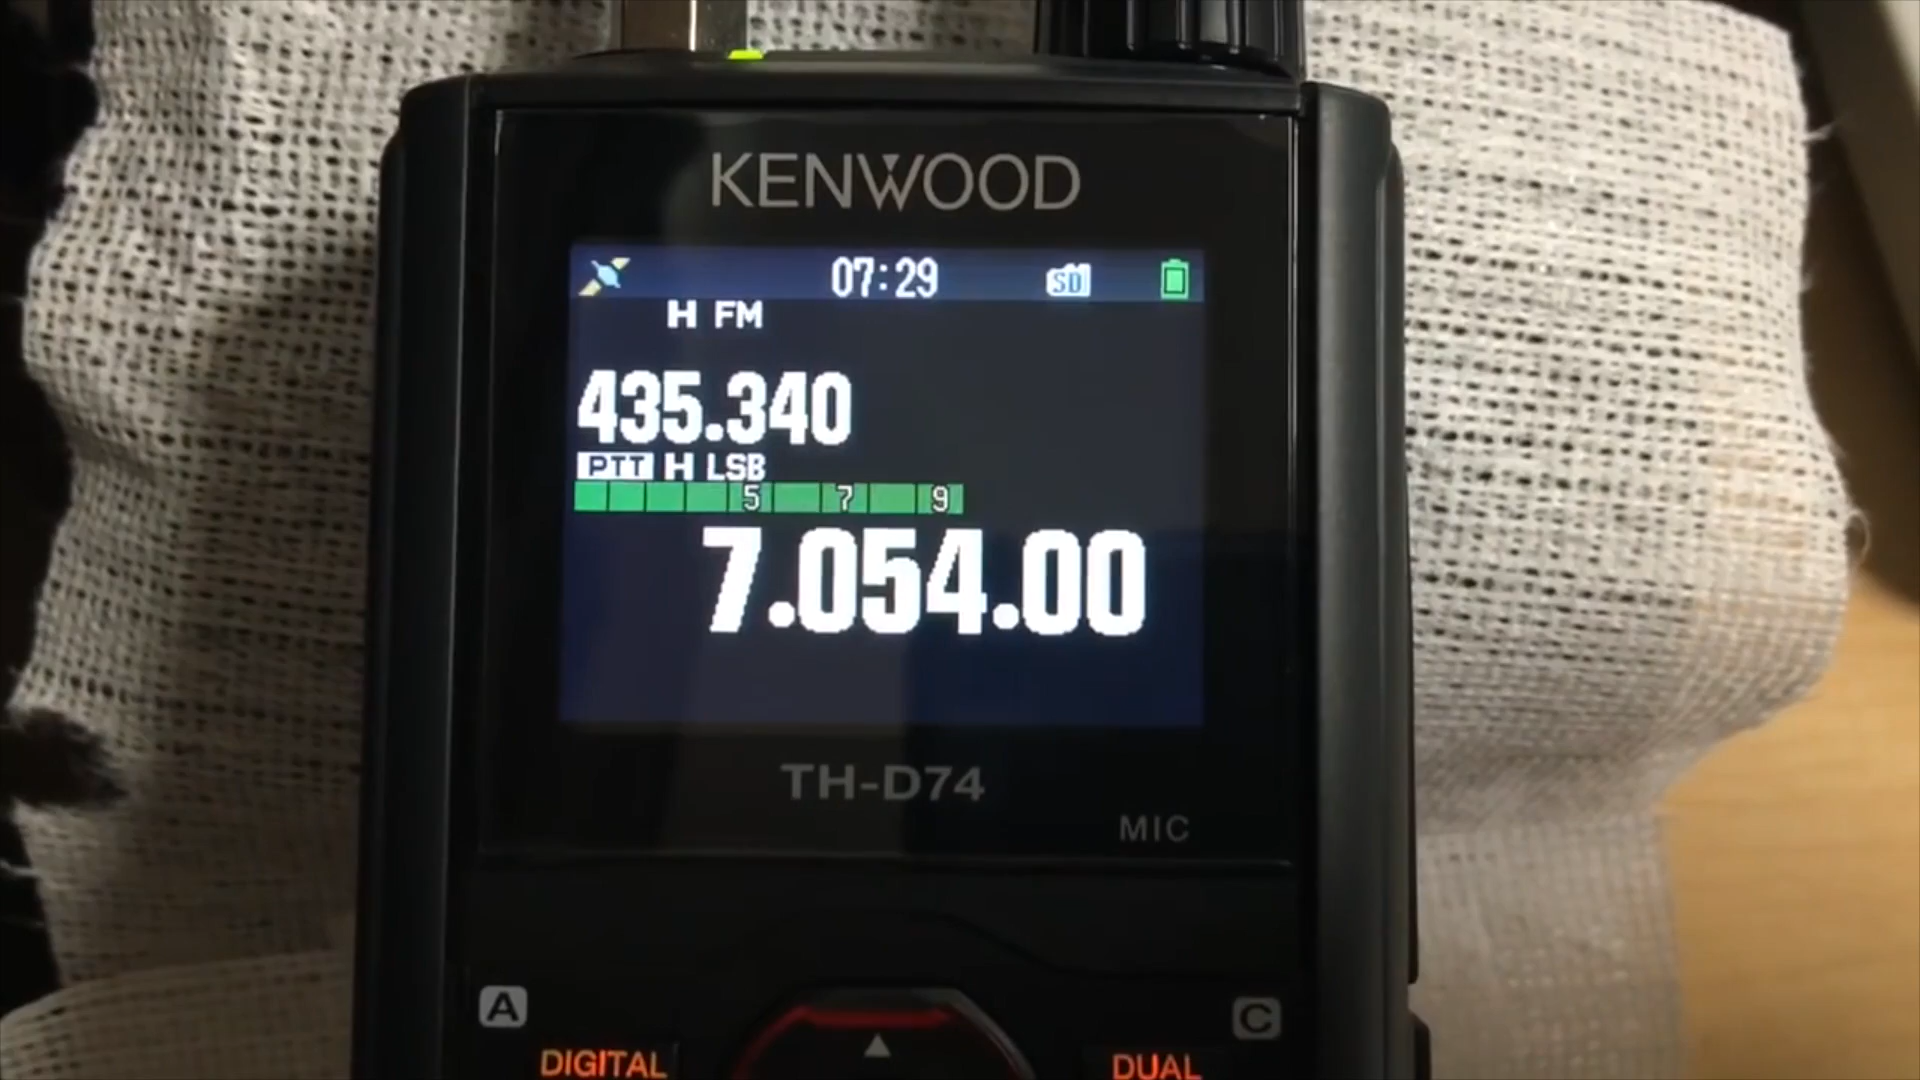 KENWOOD
07:29 SD
H FM
435.340
PTT H LSB
5 7 9
7.054.00
TH-D74
MIC
A C
DIGITAL DUAL